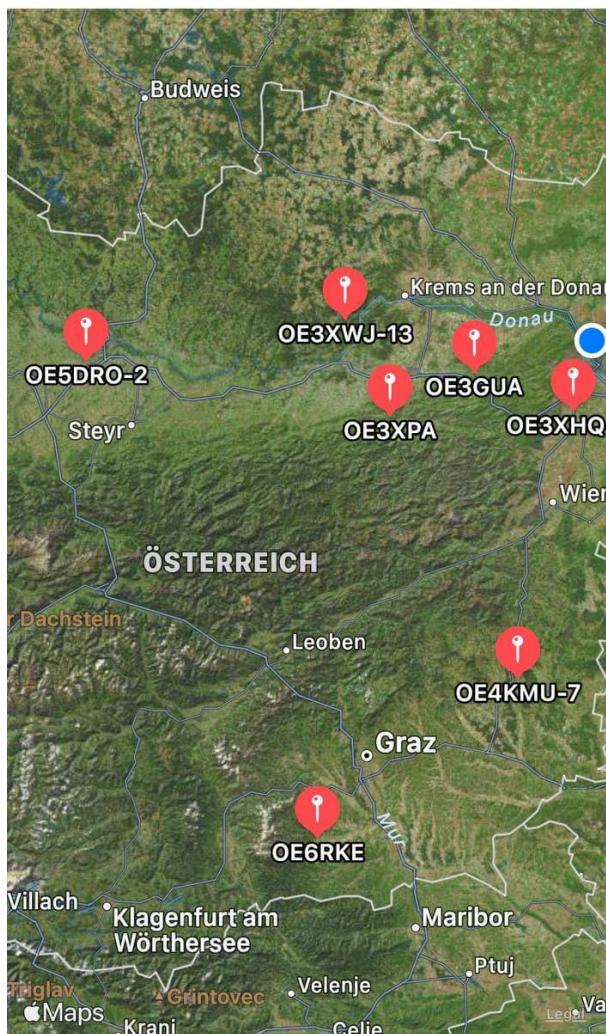 Budweis
Krems an der Donau
Donau
OE3XWJ-13
OE5DRO-2
OE3GUA
OE3XPA
OE3XHQ
Steyr
Wien
ÖSTERREICH
r Dachstein
Leoben
OE4KMU-7
Graz
OE6RKE
Mur
Villach
Klagenfurt am
Wörthersee
Maribor
Ptuj
Triglav
Grintovec
Velenje
Maps
Legal
Va
Kranj
Celje